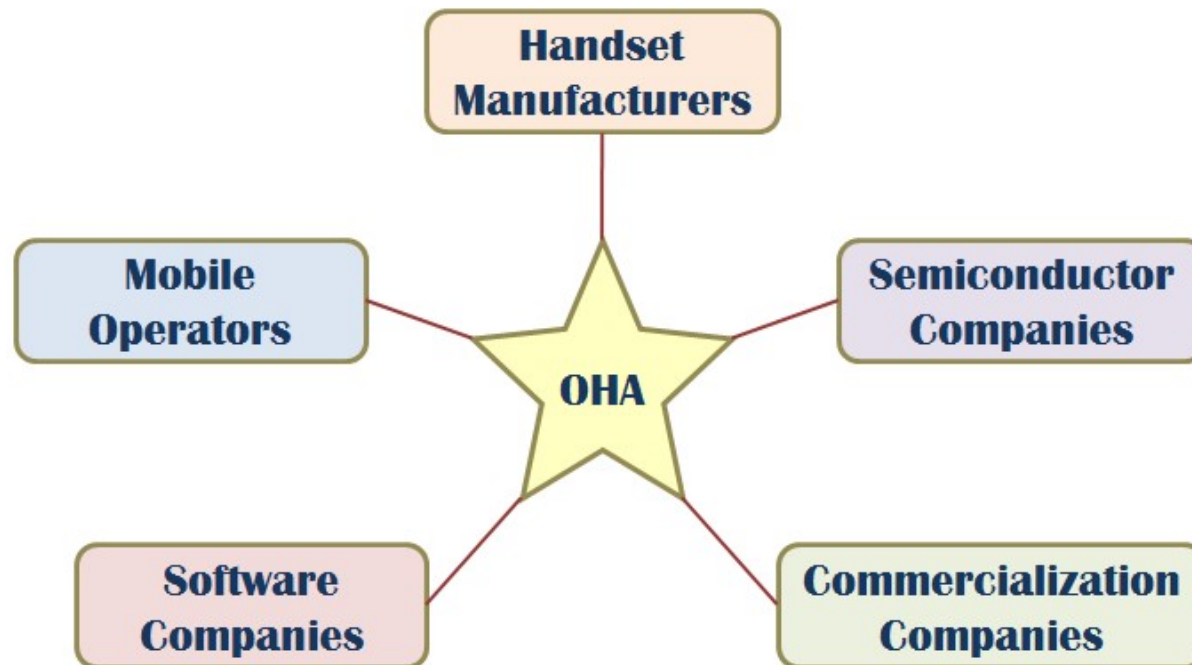 Handset
Manufacturers
Mobile
Operators
Semiconductor
Companies
OHA
Software
Companies
Commercialization
Companies